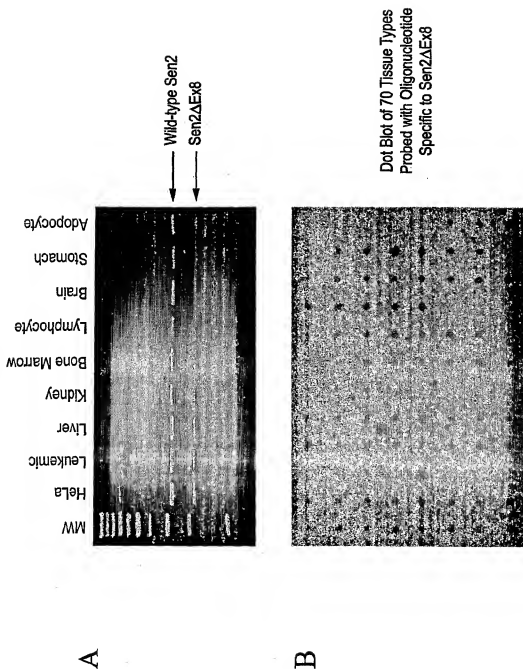 A
MW
HeLa
Leukemic
Liver
Kidney
Bone Marrow
Lymphocyte
Brain
Stomach
Adopocyte
Wild-type Sen2
Sen2ΔEx8
B
Dot Blot of 70 Tissue Types
Probed with Oligonucleotide
Specific to Sen2ΔEx8